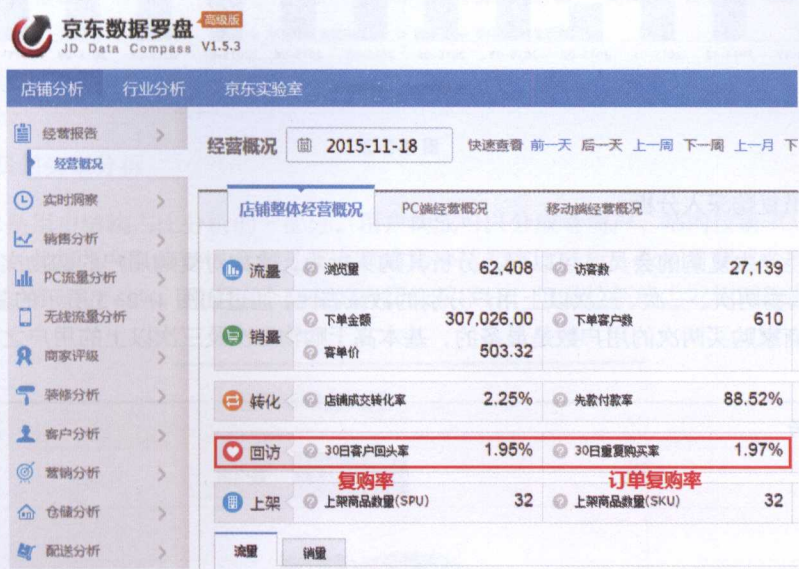 京东数据罗盘 高级版
JD Data Compass V1.5.3
店铺分析 行业分析 京东实验室
经营报告
经营概况
实时洞察
销售分析
PC流量分析
无线流量分析
商家评级
装修分析
客户分析
营销分析
仓储分析
配送分析
经营概况 2015-11-18 快速查看 前一天 后一天 上一周 下一周 上一月 下
店铺整体经营概况 PC端经营概况 移动端经营概况
流量 ? 浏览量 62,408 ? 访客数 27,139
销量 ? 下单金额 307,026.00 ? 下单客户数 610
? 客单价 503.32
转化 ? 店铺成交转化率 2.25% ? 先款付款率 88.52%
回访 ? 30日客户回头率 1.95% ? 30日重复购买率 1.97%
复购率 订单复购率
上架 ? 上架商品数量(SPU) 32 ? 上架商品数量(SKU) 32
流量 销量